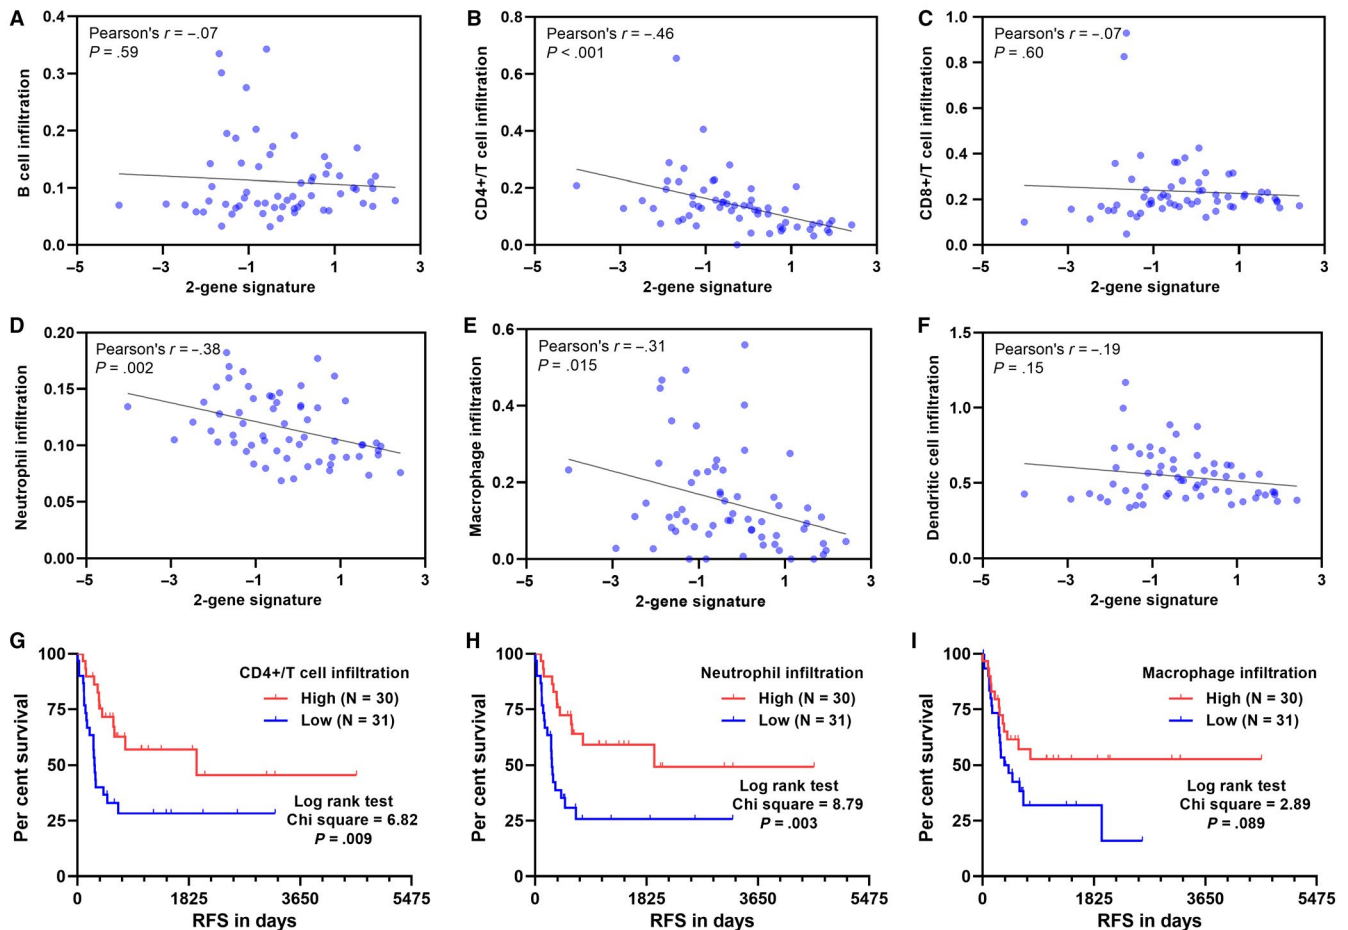 A
Pearson's r = –.07
P = .59
B cell infiltration
0.4
0.3
0.2
0.1
0.0
–5
–3
–1
1
3
2-gene signature
B
Pearson's r = –.46
P < .001
CD4+/T cell infiltration
0.8
0.6
0.4
0.2
0.0
–5
–3
–1
1
3
2-gene signature
C
Pearson's r = –.07
P = .60
CD8+/T cell infiltration
1.0
0.8
0.6
0.4
0.2
0.0
–5
–3
–1
1
3
2-gene signature
D
Pearson's r = –.38
P = .002
Neutrophil infiltration
0.20
0.15
0.10
0.05
0.00
–5
–3
–1
1
3
2-gene signature
E
Pearson's r = –.31
P = .015
Macrophage infiltration
0.6
0.4
0.2
0.0
–5
–3
–1
1
3
2-gene signature
F
Pearson's r = –.19
P = .15
Dendritic cell infiltration
1.5
1.0
0.5
0.0
–5
–3
–1
1
3
2-gene signature
G
Per cent survival
100
75
50
25
0
CD4+/T cell infiltration
High (N = 30)
Low (N = 31)
Log rank test
Chi square = 6.82
P = .009
0
1825
3650
5475
RFS in days
H
Per cent survival
100
75
50
25
0
Neutrophil infiltration
High (N = 30)
Low (N = 31)
Log rank test
Chi square = 8.79
P = .003
0
1825
3650
5475
RFS in days
I
Per cent survival
100
75
50
25
0
Macrophage infiltration
High (N = 30)
Low (N = 31)
Log rank test
Chi square = 2.89
P = .089
0
1825
3650
5475
RFS in days